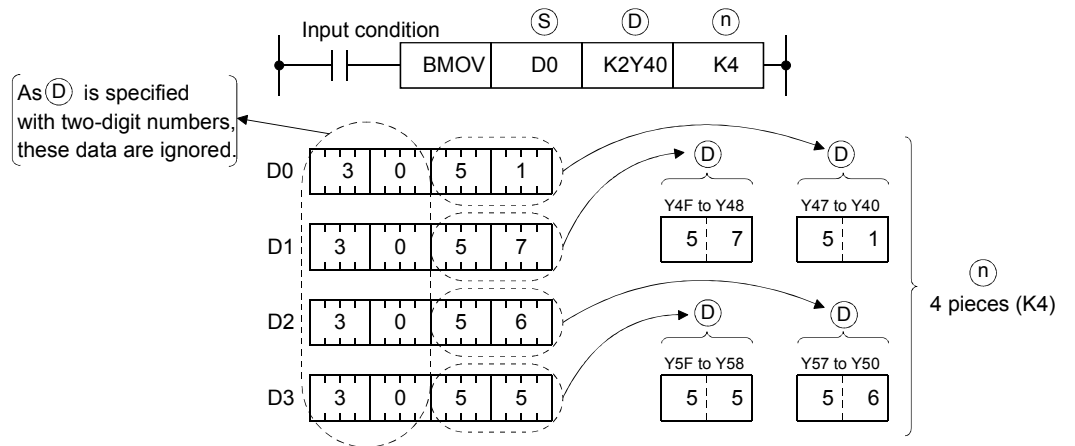 S D n
Input condition
BMOV D0 K2Y40 K4
As D is specified
with two-digit numbers,
these data are ignored.
D D
D0 3 0 5 1
Y4F to Y48 Y47 to Y40
5 7 5 1
D1 3 0 5 7
n
4 pieces (K4)
D2 3 0 5 6
D D
Y5F to Y58 Y57 to Y50
D3 3 0 5 5
5 5 5 6